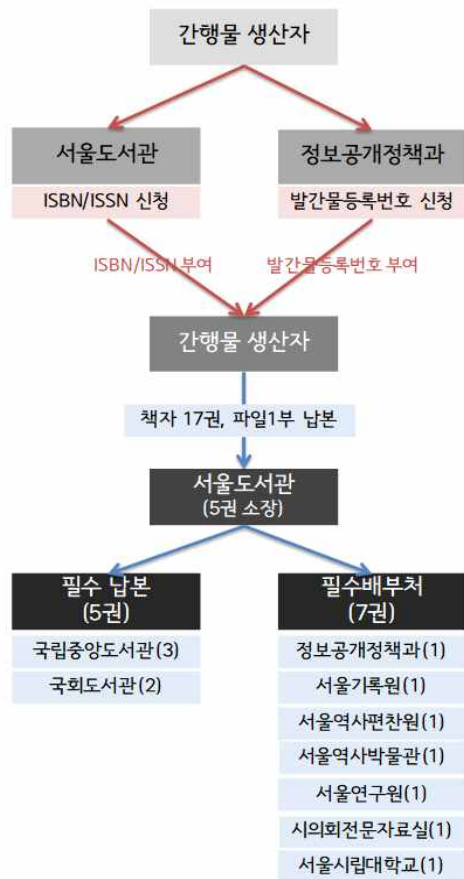 간행물 생산자
서울도서관
ISBN/ISSN 신청
정보공개정책과
발간물등록번호 신청
ISBN/ISSN 부여
발간물등록번호 부여
간행물 생산자
책자 17권, 파일1부 납본
서울도서관
(5권 소장)
필수 납본
(5권)
국립중앙도서관(3)
국회도서관(2)
필수배부처
(7권)
정보공개정책과(1)
서울기록원(1)
서울역사편찬원(1)
서울역사박물관(1)
서울연구원(1)
시의회전문자료실(1)
서울시립대학교(1)